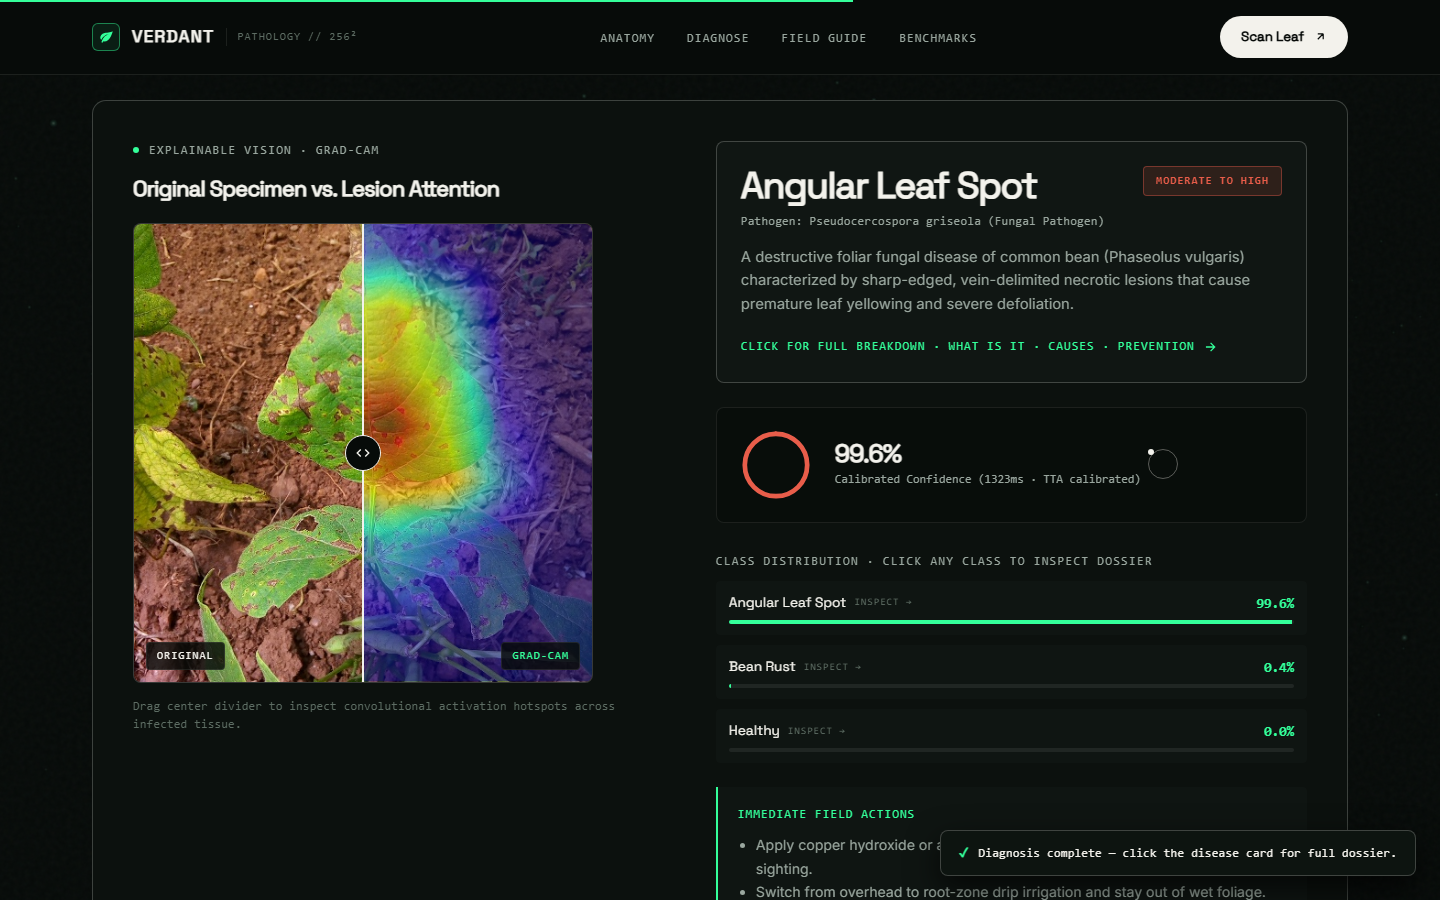 VERDANT
PATHOLOGY // 256²
ANATOMY
DIAGNOSE
FIELD GUIDE
BENCHMARKS
Scan Leaf
EXPLAINABLE VISION · GRAD-CAM
Original Specimen vs. Lesion Attention
ORIGINAL
GRAD-CAM
Drag center divider to inspect convolutional activation hotspots across
infected tissue.
Angular Leaf Spot
MODERATE TO HIGH
Pathogen: Pseudocercospora griseola (Fungal Pathogen)
A destructive foliar fungal disease of common bean (Phaseolus vulgaris)
characterized by sharp-edged, vein-delimited necrotic lesions that cause
premature leaf yellowing and severe defoliation.
CLICK FOR FULL BREAKDOWN · WHAT IS IT · CAUSES · PREVENTION →
99.6%
Calibrated Confidence (1323ms · TTA calibrated)
CLASS DISTRIBUTION · CLICK ANY CLASS TO INSPECT DOSSIER
Angular Leaf Spot INSPECT → 99.6%
Bean Rust INSPECT → 0.4%
Healthy INSPECT → 0.0%
IMMEDIATE FIELD ACTIONS
• Apply copper hydroxide or
sighting.
• Switch from overhead to root-zone drip irrigation and stay out of wet foliage.
✓ Diagnosis complete — click the disease card for full dossier.